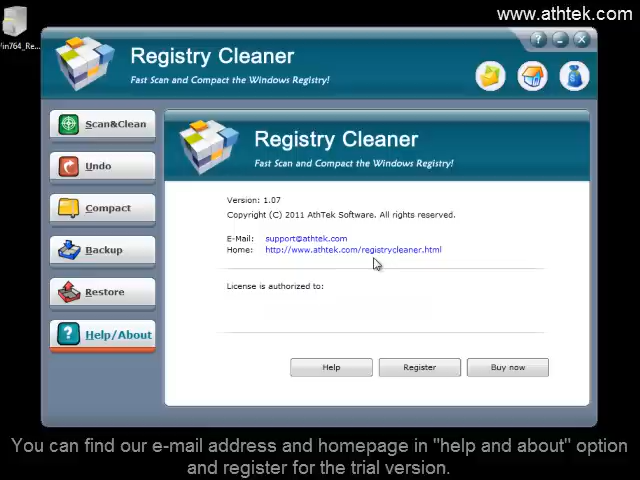 www.athtek.com
Win764_Re...
Registry Cleaner
Fast Scan and Compact the Windows Registry!
Scan&Clean
Undo
Compact
Backup
Restore
Help/About
Registry Cleaner
Fast Scan and Compact the Windows Registry!
Version: 1.07
Copyright (C) 2011 AthTek Software. All rights reserved.
E-Mail: support@athtek.com
Home: http://www.athtek.com/registrycleaner.html
License is authorized to:
Help Register Buy now
You can find our e-mail address and homepage in "help and about" option
and register for the trial version.